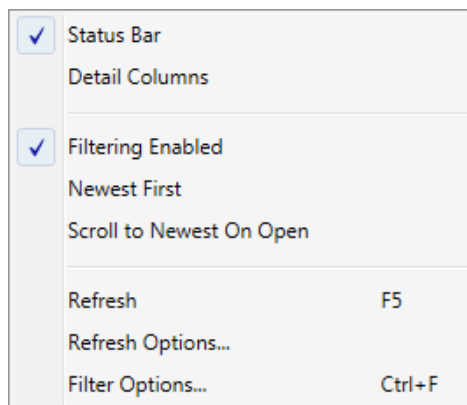 Status Bar
Detail Columns
Filtering Enabled
Newest First
Scroll to Newest On Open
Refresh F5
Refresh Options...
Filter Options... Ctrl+F